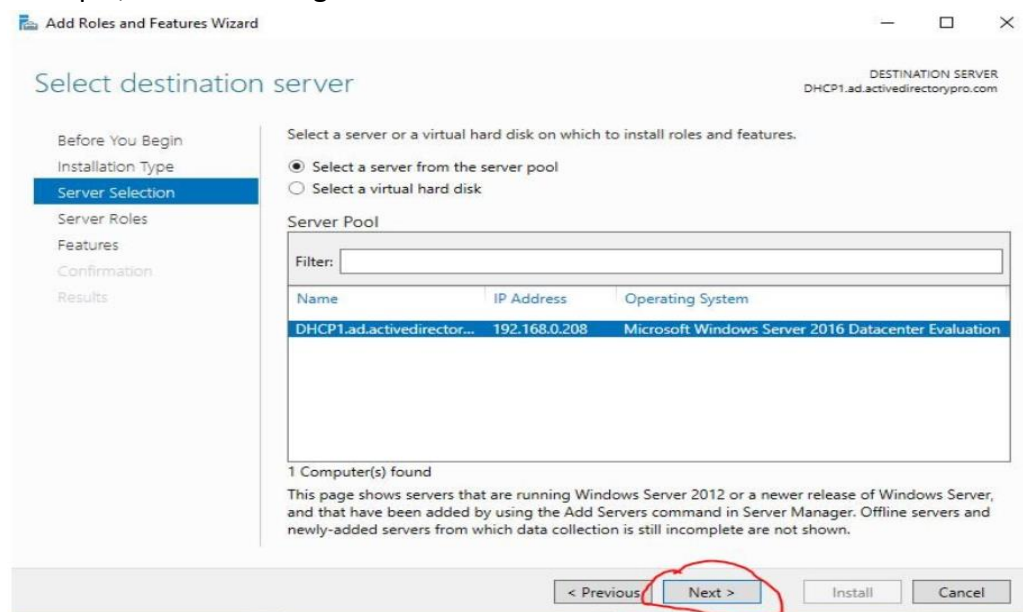 Add Roles and Features Wizard
Select destination server
DESTINATION SERVER
DHCP1.ad.activedirectorypro.com
Before You Begin
Installation Type
Server Selection
Server Roles
Features
Confirmation
Results
Select a server or a virtual hard disk on which to install roles and features.
Select a server from the server pool
Select a virtual hard disk
Server Pool
Filter:
Name IP Address Operating System
DHCP1.ad.activedirector... 192.168.0.208 Microsoft Windows Server 2016 Datacenter Evaluation
1 Computer(s) found
This page shows servers that are running Windows Server 2012 or a newer release of Windows Server,
and that have been added by using the Add Servers command in Server Manager. Offline servers and
newly-added servers from which data collection is still incomplete are not shown.
< Previous Next > Install Cancel